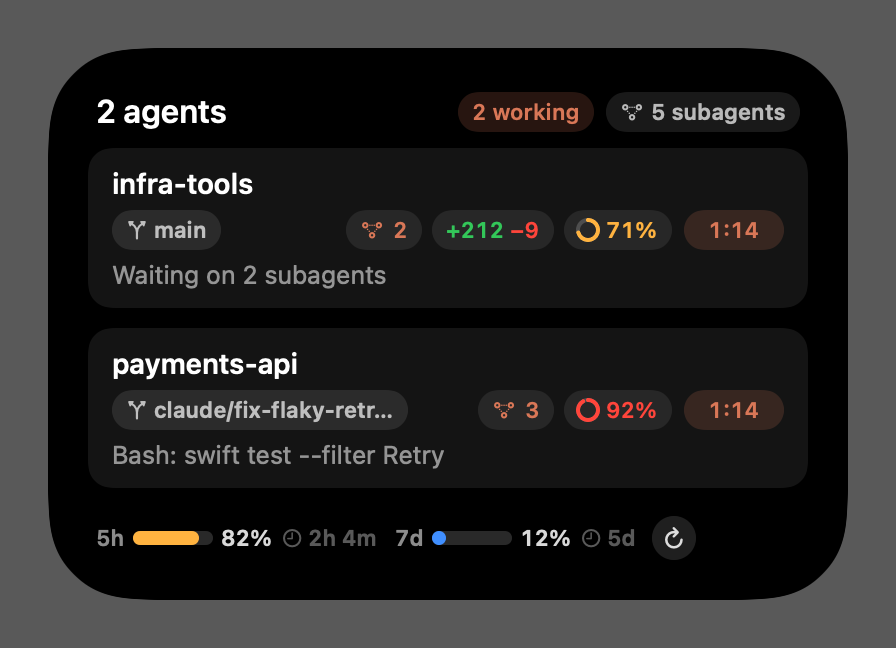 2 agents 2 working 5 subagents
infra-tools
main 2 +212 −9 71% 1:14
Waiting on 2 subagents
payments-api
claude/fix-flaky-retr... 3 92% 1:14
Bash: swift test --filter Retry
5h 82% 2h 4m 7d 12% 5d